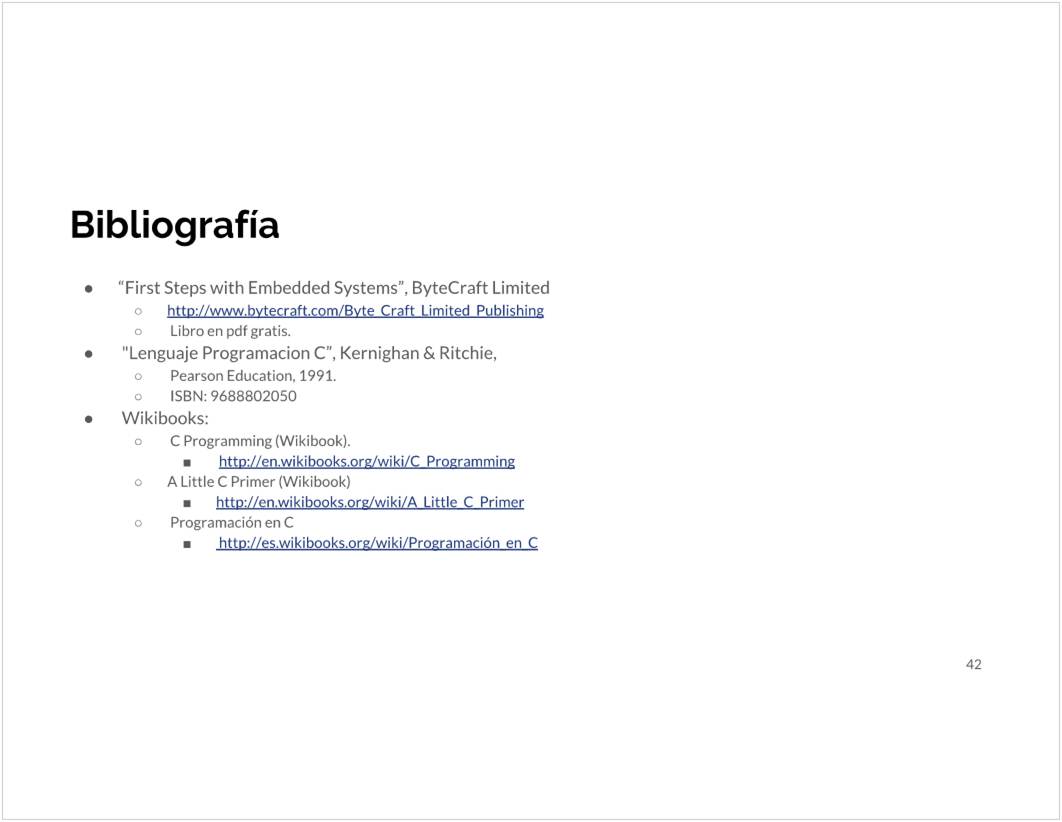 Bibliografía
● “First Steps with Embedded Systems”, ByteCraft Limited
○ http://www.bytecraft.com/Byte_Craft_Limited_Publishing
○ Libro en pdf gratis.
● "Lenguaje Programacion C”, Kernighan & Ritchie,
○ Pearson Education, 1991.
○ ISBN: 9688802050
● Wikibooks:
○ C Programming (Wikibook).
■ http://en.wikibooks.org/wiki/C_Programming
○ A Little C Primer (Wikibook)
■ http://en.wikibooks.org/wiki/A_Little_C_Primer
○ Programación en C
■ http://es.wikibooks.org/wiki/Programación_en_C
42